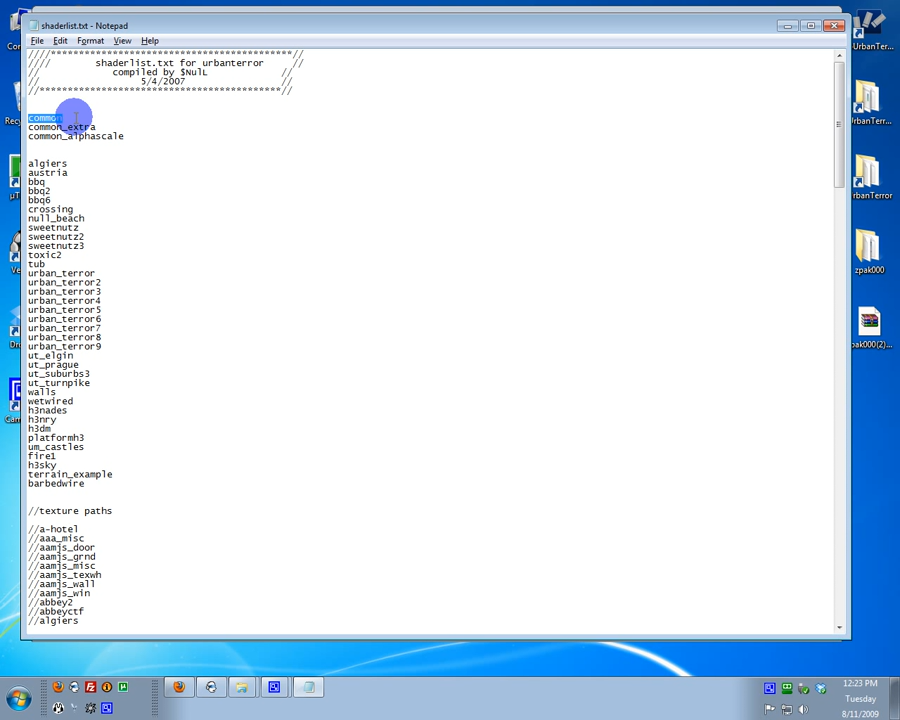 shaderlist.txt - Notepad
File Edit Format View Help
////*******************************************//
////        shaderlist.txt for urbanterror     //
//             compiled by $NulL             //
//                  5/4/2007                 //
//*******************************************//
common
common_extra
common_alphascale
algiers
austria
bbq
bbq2
bbq6
crossing
null_beach
sweetnutz
sweetnutz2
sweetnutz3
toxic2
tub
urban_terror
urban_terror2
urban_terror3
urban_terror4
urban_terror5
urban_terror6
urban_terror7
urban_terror8
urban_terror9
ut_elgin
ut_prague
ut_suburbs3
ut_turnpike
walls
wetwired
h3nades
h3nry
h3dm
platformh3
um_castles
fire1
h3sky
terrain_example
barbedwire
//texture paths
//a-hotel
//aaa_misc
//aamjs_door
//aamjs_grnd
//aamjs_misc
//aamjs_texwh
//aamjs_wall
//aamjs_win
//abbey2
//abbeyctf
//algiers
UrbanTer...
UrbanTerr...
UrbanTerror
zpak000
12:23 PM
Tuesday
8/11/2009